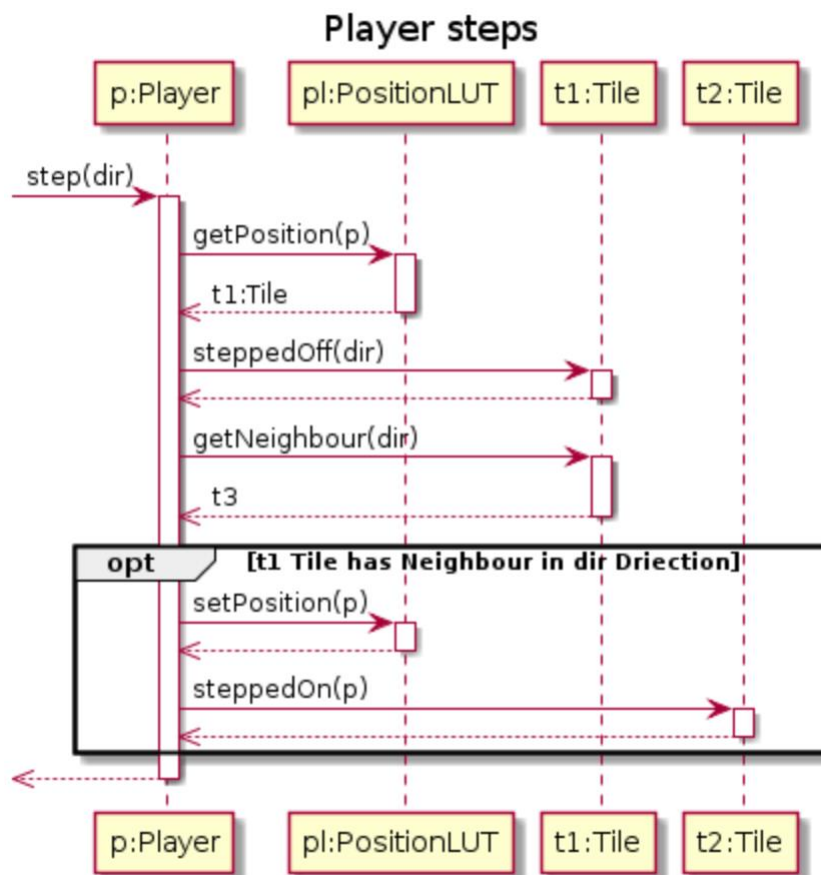 Player steps
p:Player pl:PositionLUT t1:Tile t2:Tile
step(dir)
getPosition(p)
t1:Tile
steppedOff(dir)
getNeighbour(dir)
t3
opt [t1 Tile has Neighbour in dir Driection]
setPosition(p)
steppedOn(p)
p:Player pl:PositionLUT t1:Tile t2:Tile